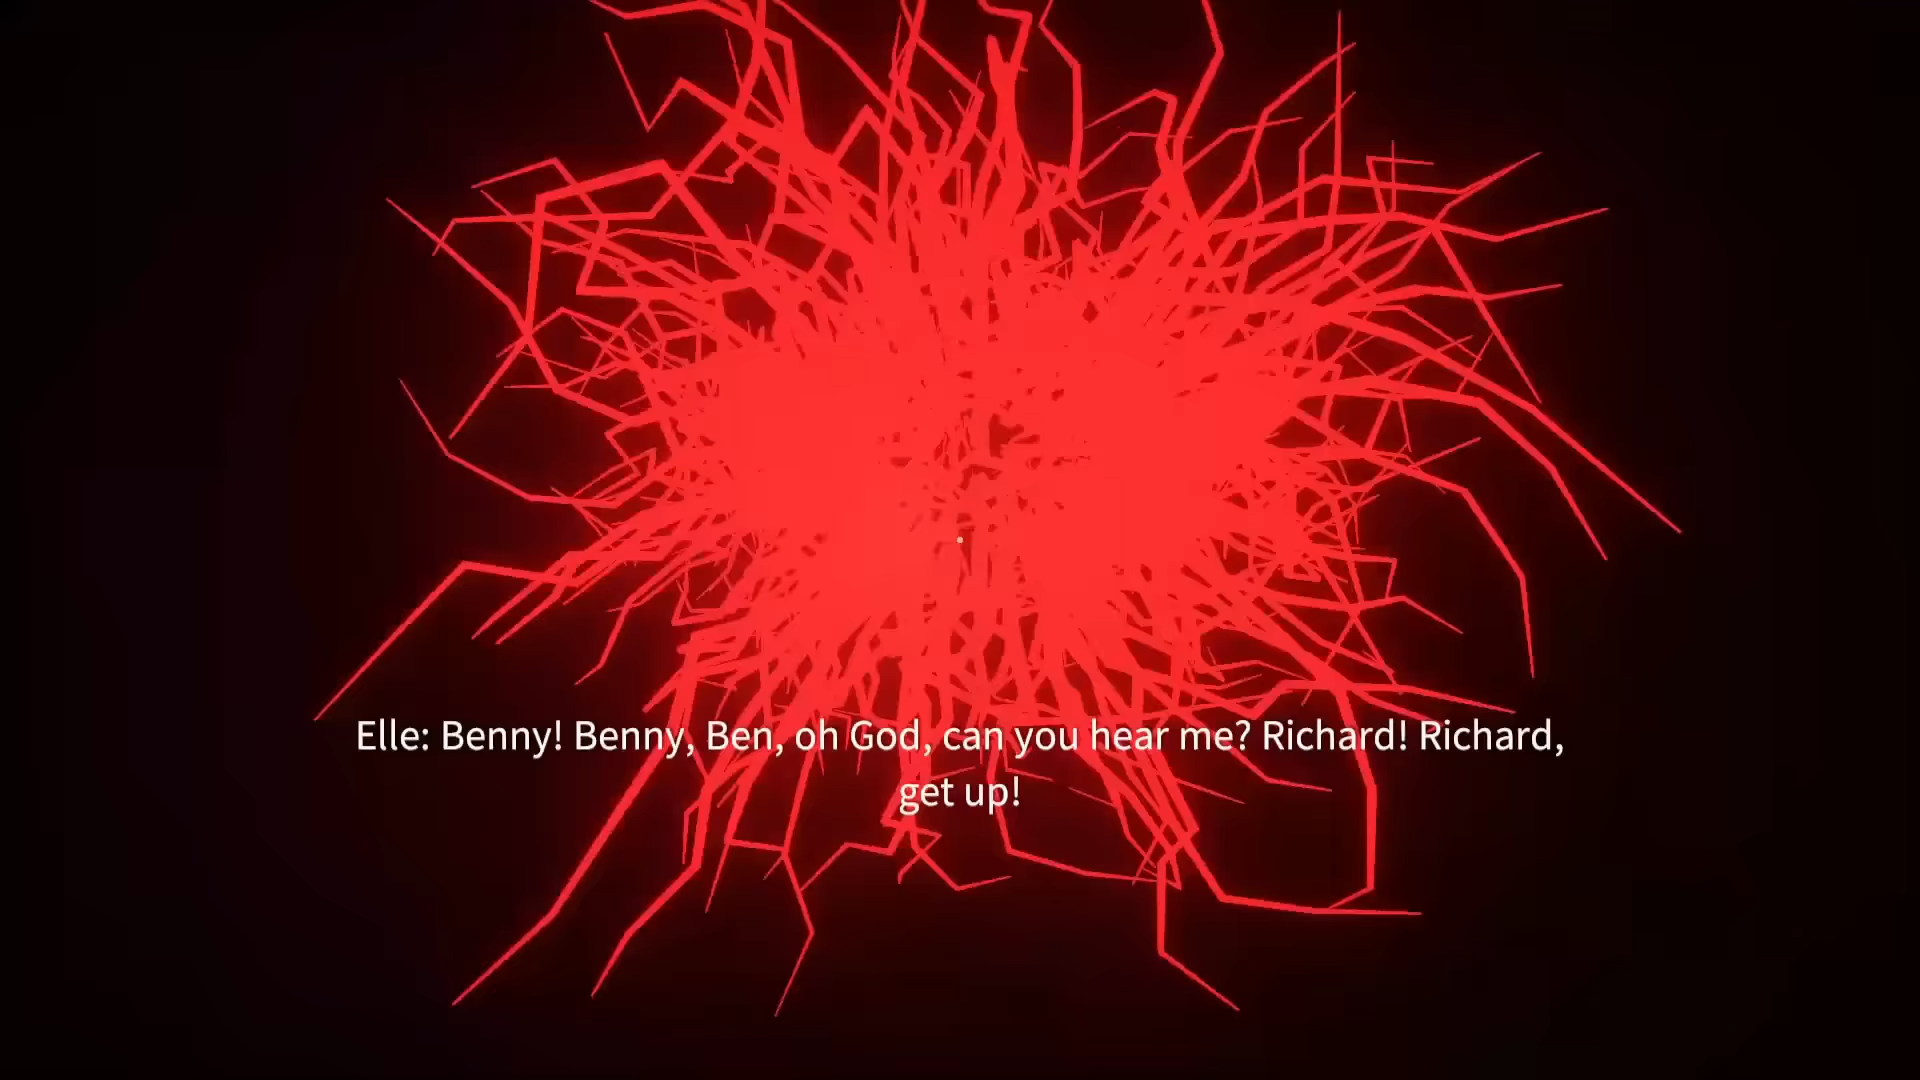 Elle: Benny! Benny, Ben, oh God, can you hear me? Richard! Richard,
get up!